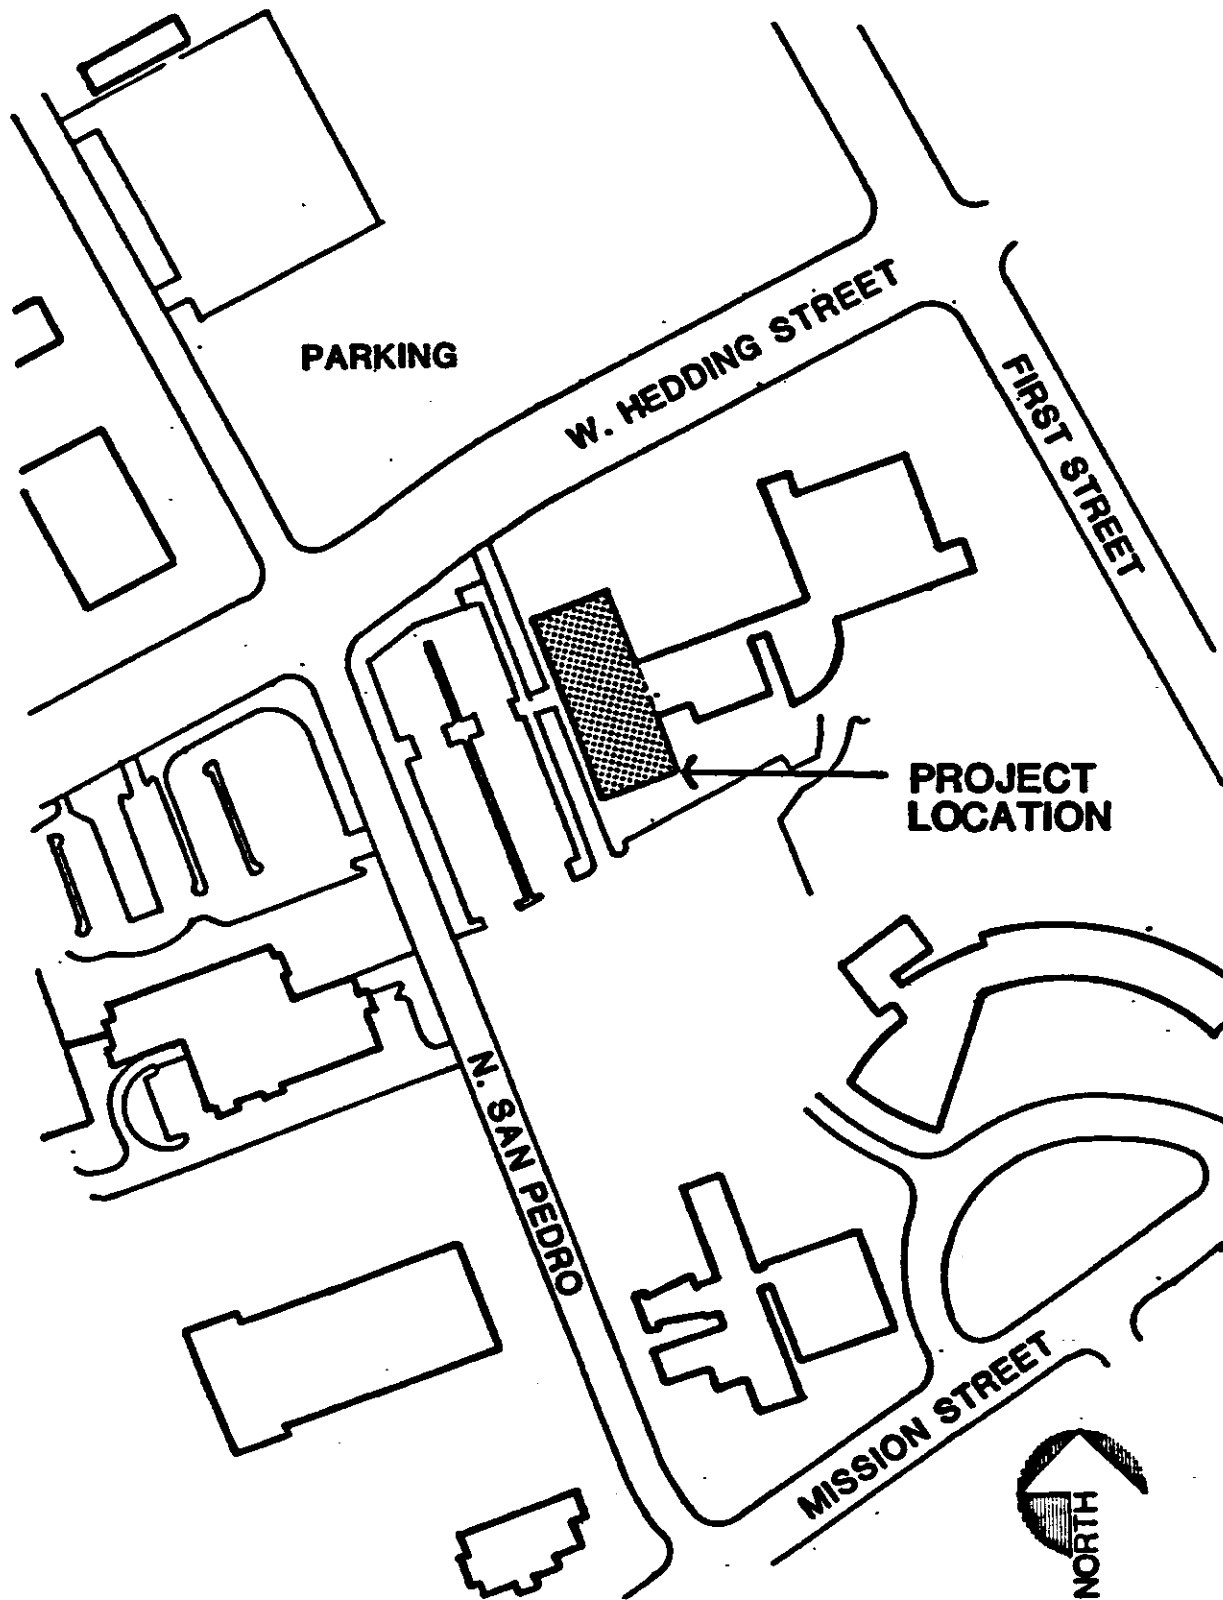 PARKING
W. HEDDING STREET
FIRST STREET
PROJECT
LOCATION
N. SAN PEDRO
MISSION STREET
NORTH